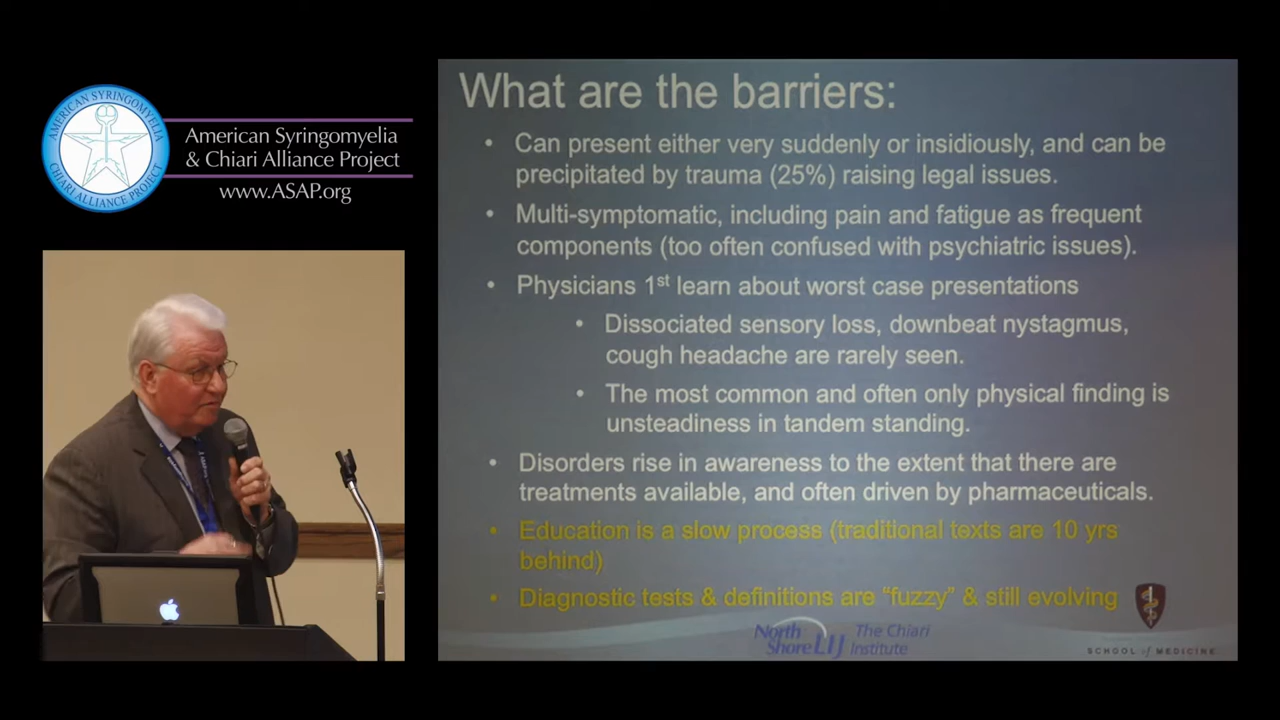 AMERICAN SYRINGOMYELIA
CHIARI ALLIANCE PROJECT
American Syringomyelia
& Chiari Alliance Project
www.ASAP.org
What are the barriers:
• Can present either very suddenly or insidiously, and can be
precipitated by trauma (25%) raising legal issues.
• Multi-symptomatic, including pain and fatigue as frequent
components (too often confused with psychiatric issues).
• Physicians 1st learn about worst case presentations
• Dissociated sensory loss, downbeat nystagmus,
cough headache are rarely seen.
• The most common and often only physical finding is
unsteadiness in tandem standing.
• Disorders rise in awareness to the extent that there are
treatments available, and often driven by pharmaceuticals.
• Education is a slow process (traditional texts are 10 yrs
behind)
• Diagnostic tests & definitions are “fuzzy” & still evolving
North
Shore LIJ
The Chiari
Institute
SCHOOL of MEDICINE